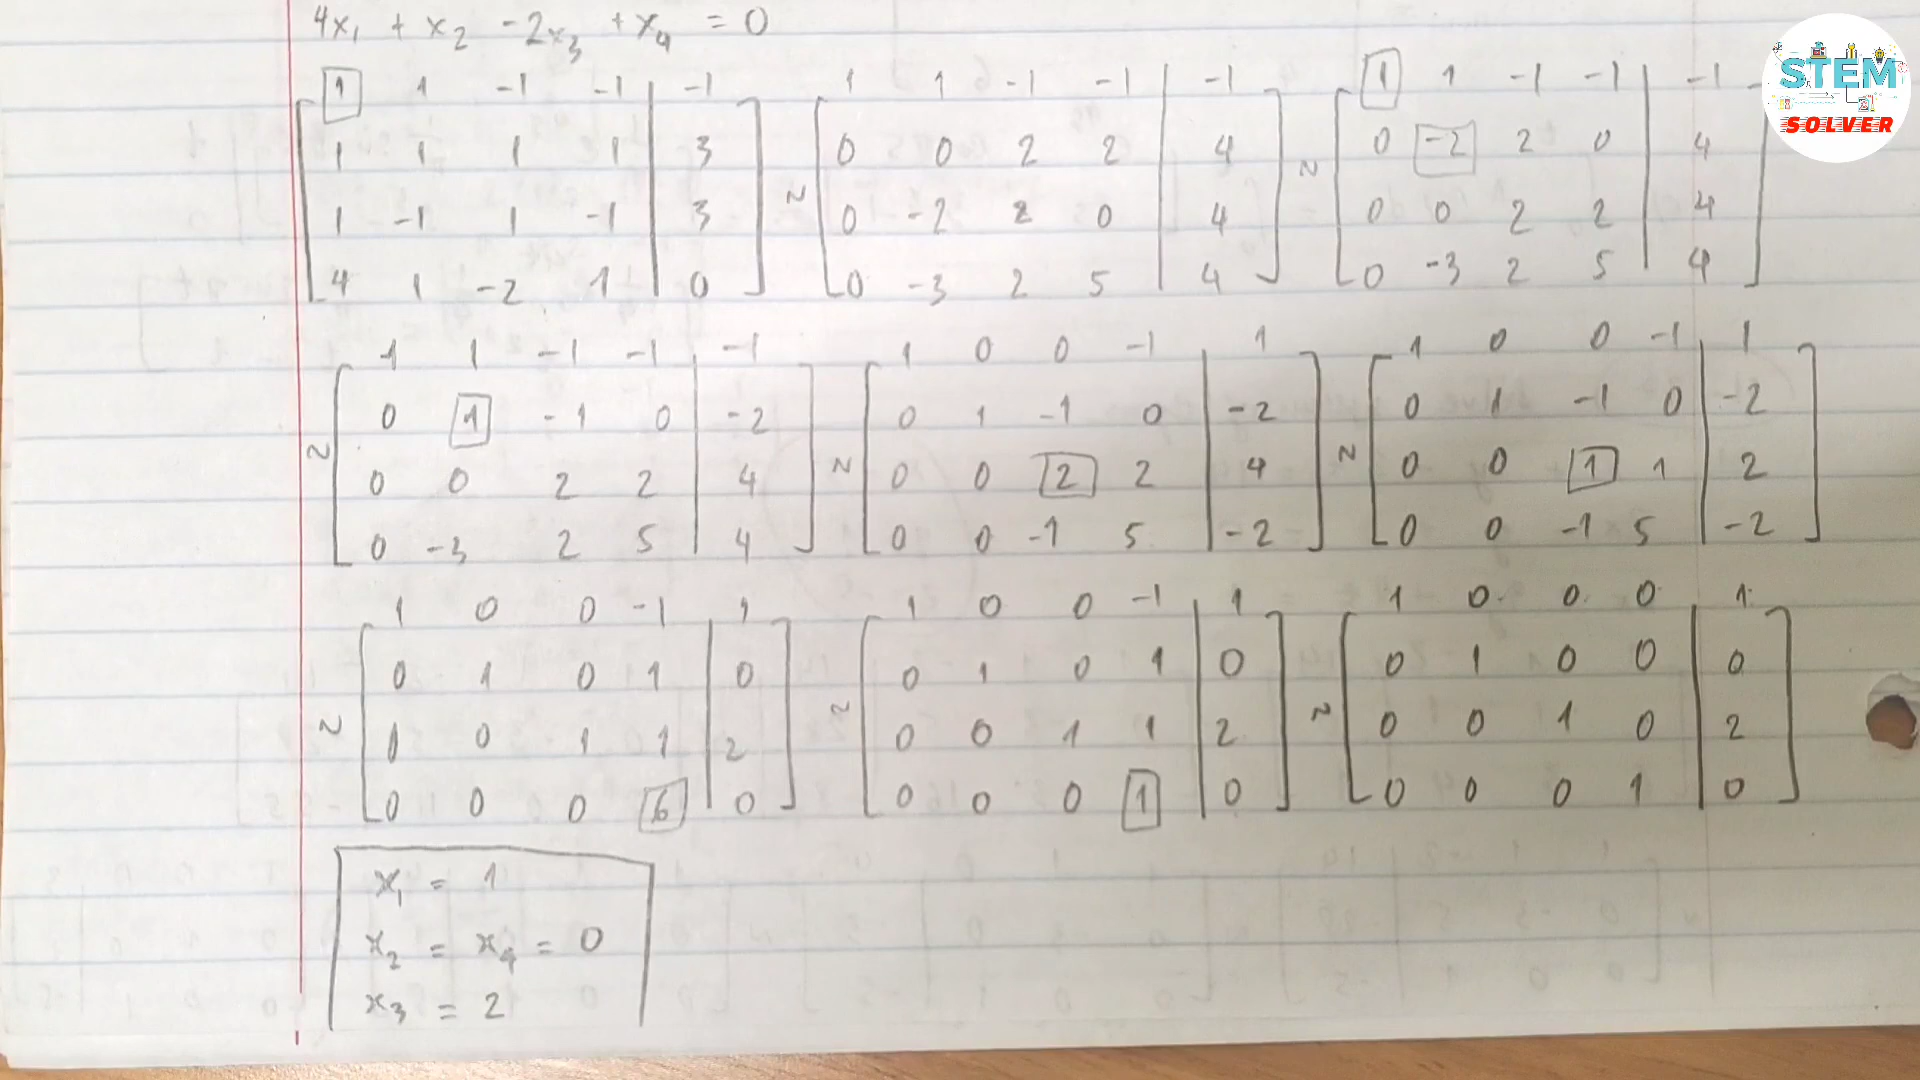 4x₁ + x₂ -2x₃ + x₄ = 0
STEM
SOLVER
1 1 -1 -1 | -1 1 1 -1 -1 | -1 1 1 -1 -1 | -1
1 1 1 1 | 3 0 0 2 2 | 4 0 -2 2 0 | 4
1 -1 1 -1 | 3 ~ 0 -2 2 0 | 4 ~ 0 0 2 2 | 4
4 1 -2 1 | 0 0 -3 2 5 | 4 0 -3 2 5 | 4
1 1 -1 -1 | -1 1 0 0 -1 | 1 1 0 0 -1 | 1
0 1 -1 0 | -2 0 1 -1 0 | -2 0 1 -1 0 | -2
~ 0 0 2 2 | 4 ~ 0 0 2 2 | 4 ~ 0 0 1 1 | 2
0 -3 2 5 | 4 0 0 -1 5 | -2 0 0 -1 5 | -2
1 0 0 -1 | 1 1 0 0 -1 | 1 1 0 0 0 | 1
0 1 0 1 | 0 0 1 0 1 | 0 0 1 0 0 | 0
~ 0 0 1 1 | 2 ~ 0 0 1 1 | 2 ~ 0 0 1 0 | 2
0 0 0 6 | 0 0 0 0 1 | 0 0 0 0 1 | 0
x₁ = 1
x₂ = x₄ = 0
x₃ = 2